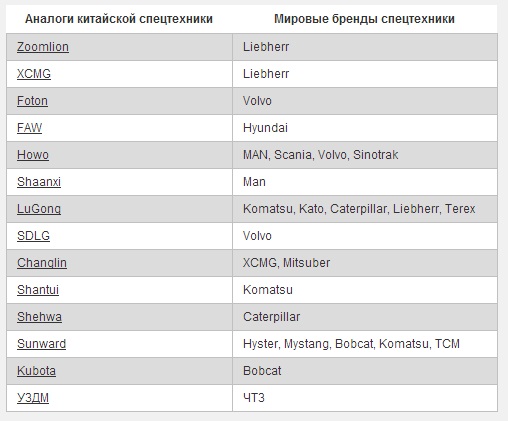 Аналоги китайской спецтехники Мировые бренды спецтехники
Zoomlion Liebherr
XCMG Liebherr
Foton Volvo
FAW Hyundai
Howo MAN, Scania, Volvo, Sinotrak
Shaanxi Man
LuGong Komatsu, Kato, Caterpillar, Liebherr, Terex
SDLG Volvo
Changlin XCMG, Mitsuber
Shantui Komatsu
Shehwa Caterpillar
Sunward Hyster, Mystang, Bobcat, Komatsu, TCM
Kubota Bobcat
УЗДМ ЧТЗ